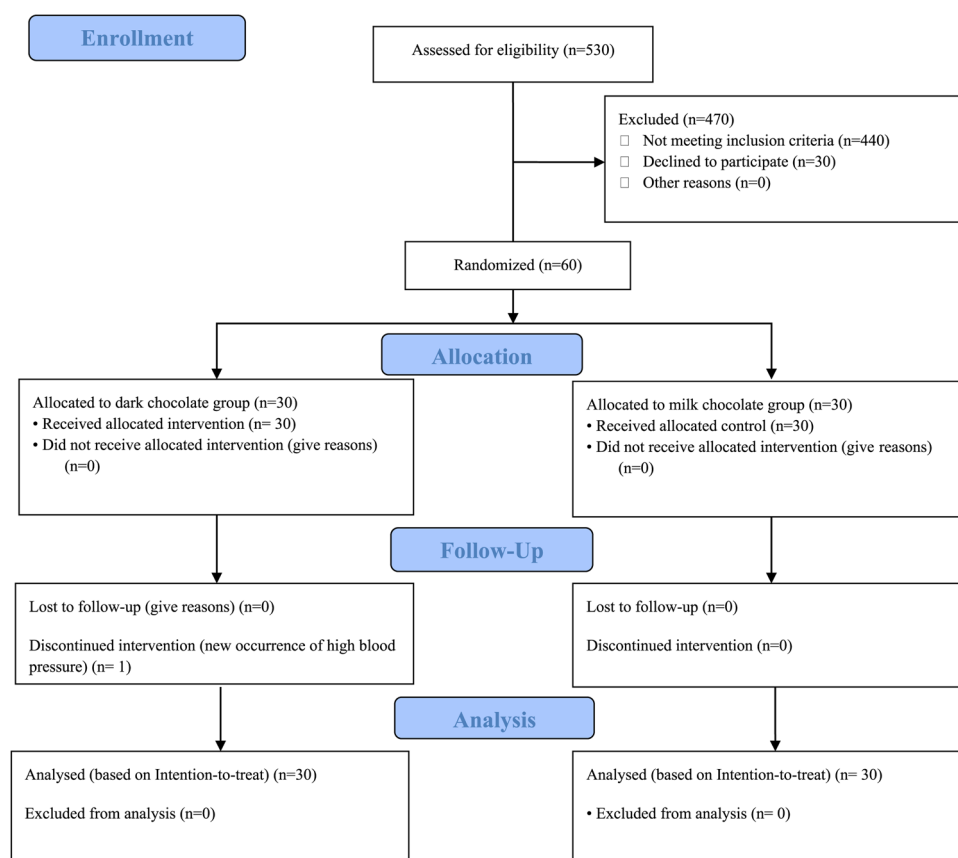 Enrollment
Assessed for eligibility (n=530)
Excluded (n=470)
Not meeting inclusion criteria (n=440)
Declined to participate (n=30)
Other reasons (n=0)
Randomized (n=60)
Allocation
Allocated to dark chocolate group (n=30)
• Received allocated intervention (n= 30)
• Did not receive allocated intervention (give reasons)
(n=0)
Allocated to milk chocolate group (n=30)
• Received allocated control (n=30)
• Did not receive allocated intervention (give reasons)
(n=0)
Follow-Up
Lost to follow-up (give reasons) (n=0)
Discontinued intervention (new occurrence of high blood
pressure) (n= 1)
Lost to follow-up (n=0)
Discontinued intervention (n=0)
Analysis
Analysed (based on Intention-to-treat) (n=30)
Excluded from analysis (n=0)
Analysed (based on Intention-to-treat) (n= 30)
• Excluded from analysis (n= 0)